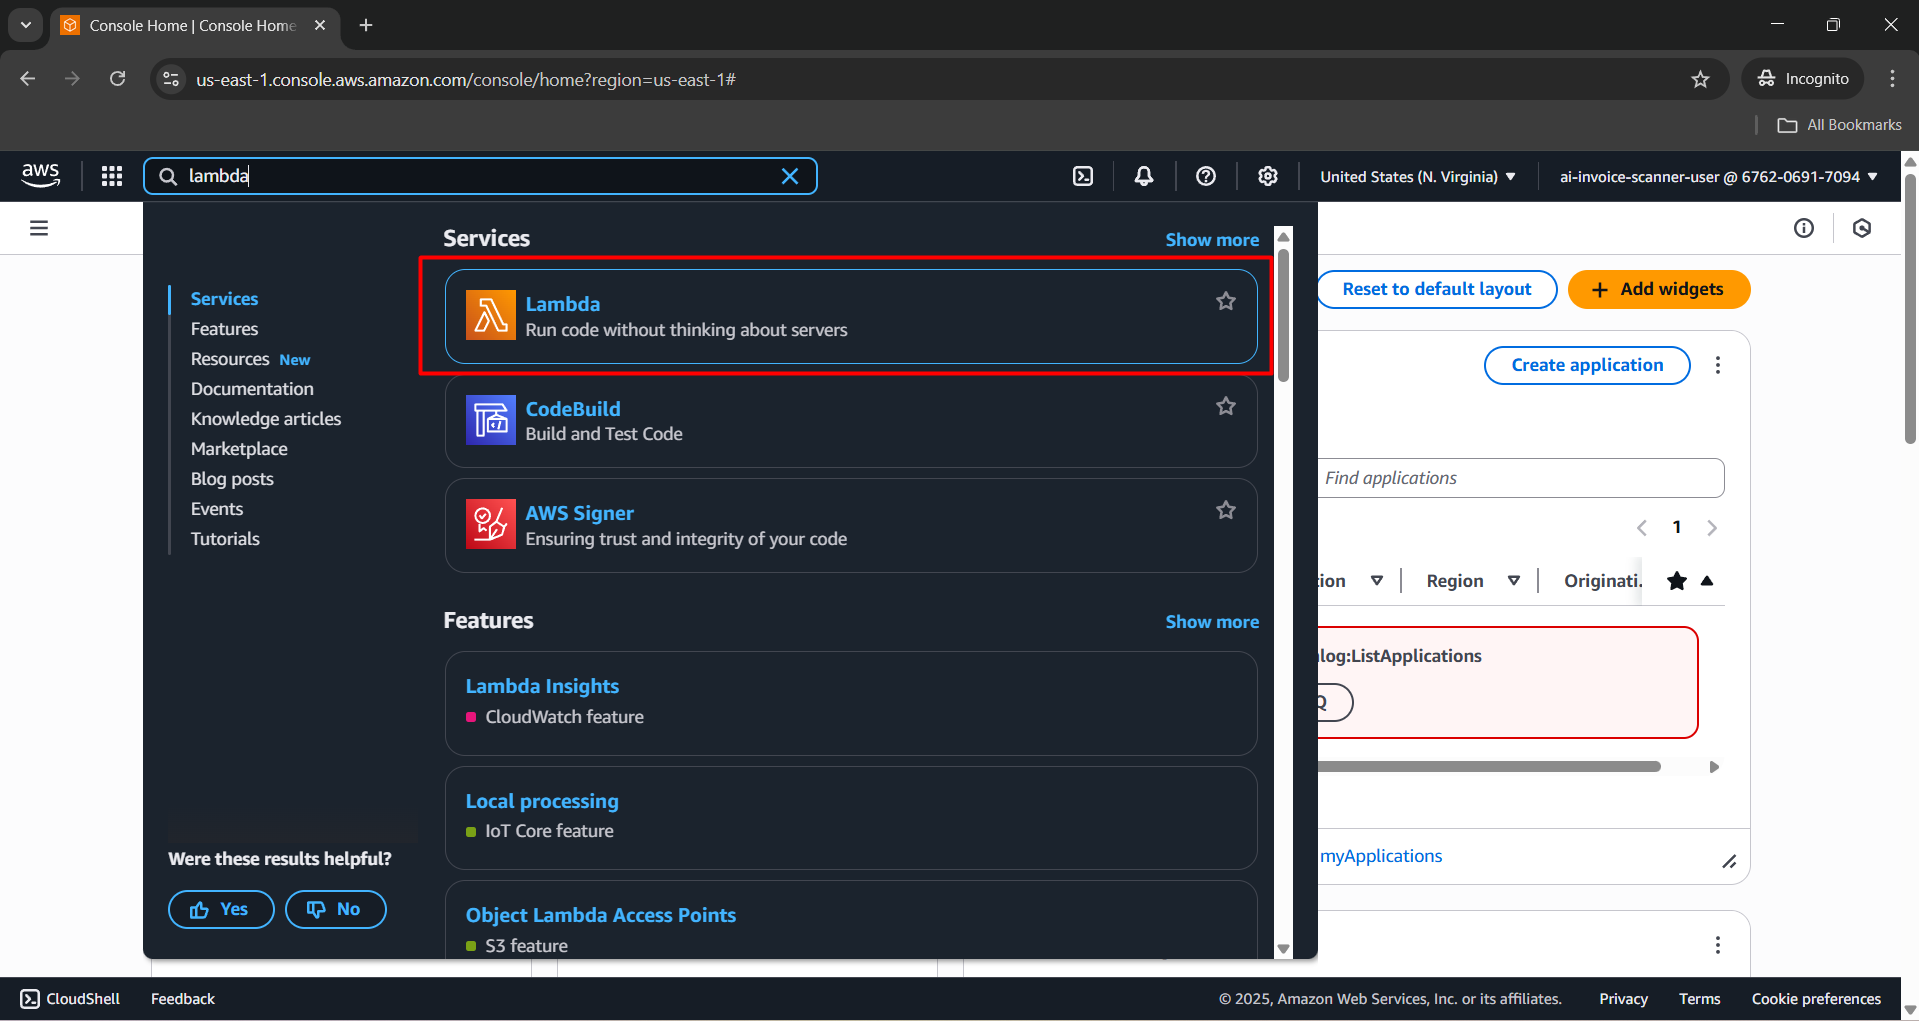 Console Home | Console Home
us-east-1.console.aws.amazon.com/console/home?region=us-east-1#
Incognito
All Bookmarks
aws
lambda
United States (N. Virginia)
ai-invoice-scanner-user @ 6762-0691-7094
Services
Features
Resources New
Documentation
Knowledge articles
Marketplace
Blog posts
Events
Tutorials
Were these results helpful?
Yes
No
Services
Show more
Lambda
Run code without thinking about servers
CodeBuild
Build and Test Code
AWS Signer
Ensuring trust and integrity of your code
Features
Show more
Lambda Insights
CloudWatch feature
Local processing
IoT Core feature
Object Lambda Access Points
S3 feature
Reset to default layout
+ Add widgets
Create application
Find applications
1
tion
Region
Originati.
log:ListApplications
Q
myApplications
CloudShell
Feedback
© 2025, Amazon Web Services, Inc. or its affiliates.
Privacy
Terms
Cookie preferences